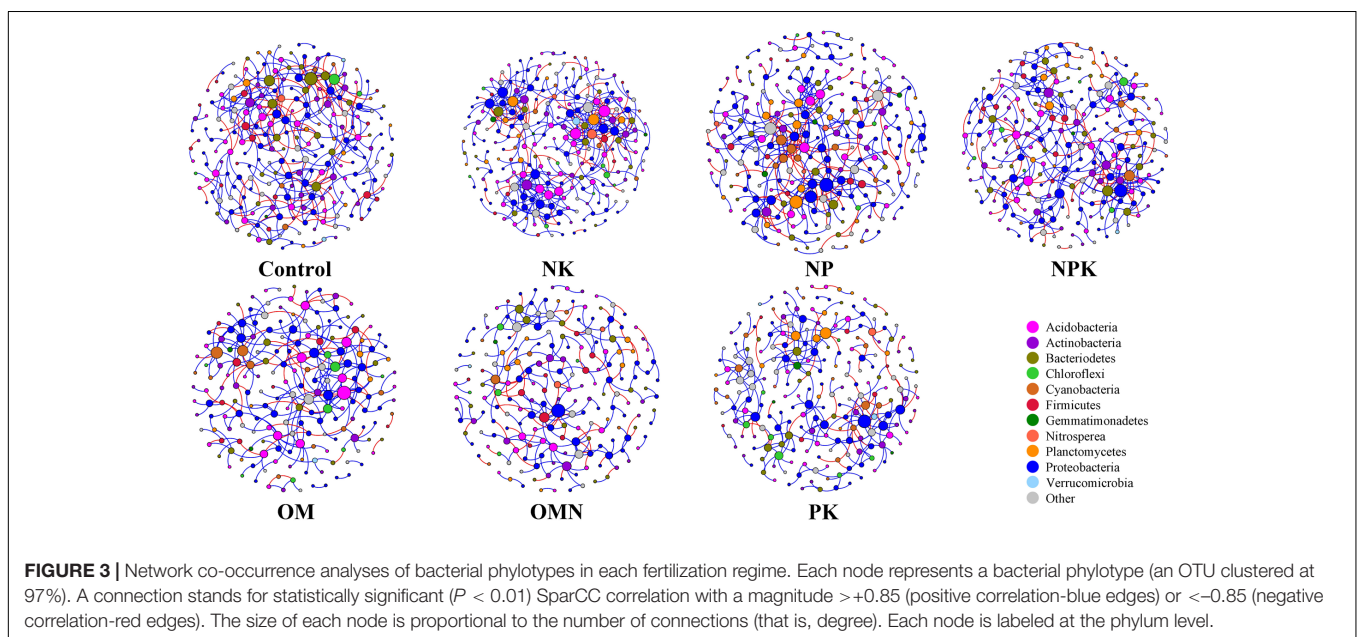 Control
NK
NP
NPK
OM
OMN
PK
Acidobacteria
Actinobacteria
Bacteriodetes
Chloroflexi
Cyanobacteria
Firmicutes
Gemmatimonadetes
Nitrosperea
Planctomycetes
Proteobacteria
Verrucomicrobia
Other
FIGURE 3 | Network co-occurrence analyses of bacterial phylotypes in each fertilization regime. Each node represents a bacterial phylotype (an OTU clustered at
97%). A connection stands for statistically significant (P < 0.01) SparCC correlation with a magnitude >+0.85 (positive correlation-blue edges) or <–0.85 (negative
correlation-red edges). The size of each node is proportional to the number of connections (that is, degree). Each node is labeled at the phylum level.